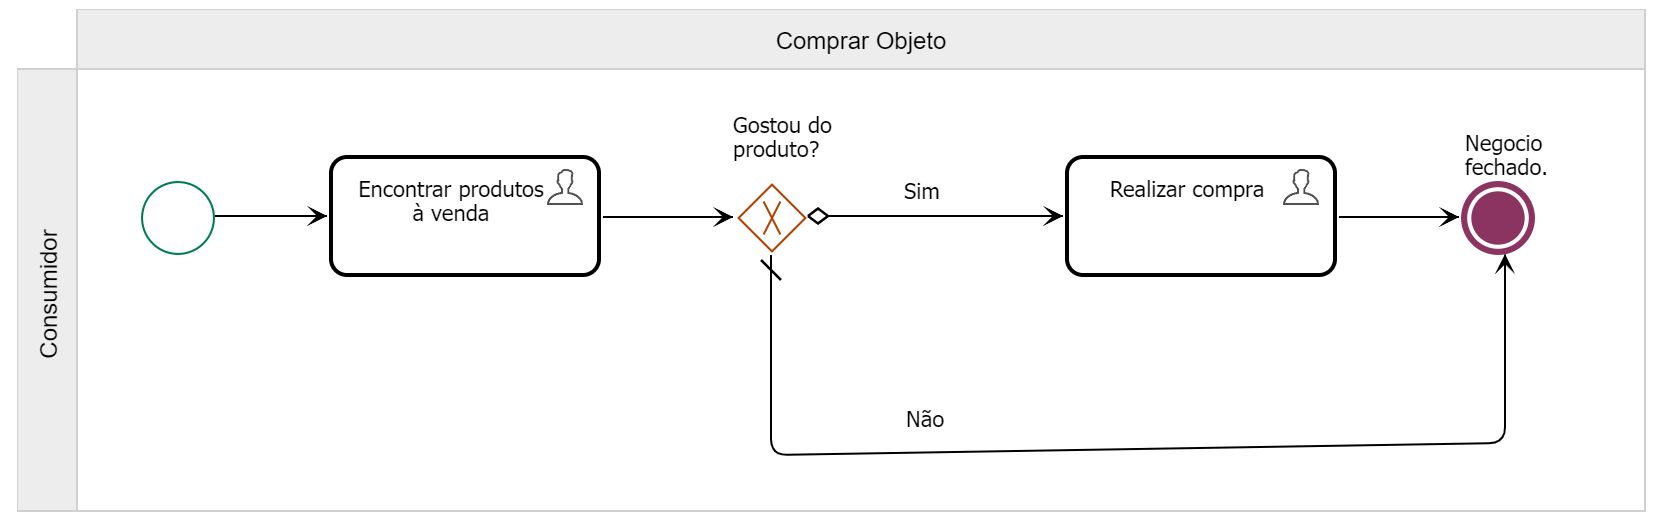 Comprar Objeto
Consumidor
Encontrar produtos
à venda
Gostou do
produto?
Sim
Realizar compra
Negocio
fechado.
Não